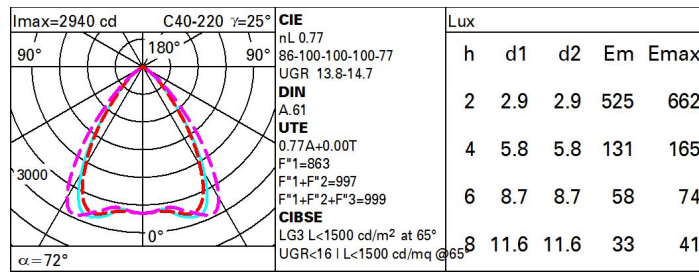 Imax=2940 cd C40-220 γ=25°
90° 180° 90°
3000
0°
α=72°
CIE
nL 0.77
86-100-100-100-77
UGR 13.8-14.7
DIN
A.61
UTE
0.77A+0.00T
F"1=863
F"1+F"2=997
F"1+F"2+F"3=999
CIBSE
LG3 L<1500 cd/m² at 65°
UGR<16 | L<1500 cd/mq @65°
Lux
h d1 d2 Em Emax
2 2.9 2.9 525 662
4 5.8 5.8 131 165
6 8.7 8.7 58 74
8 11.6 11.6 33 41